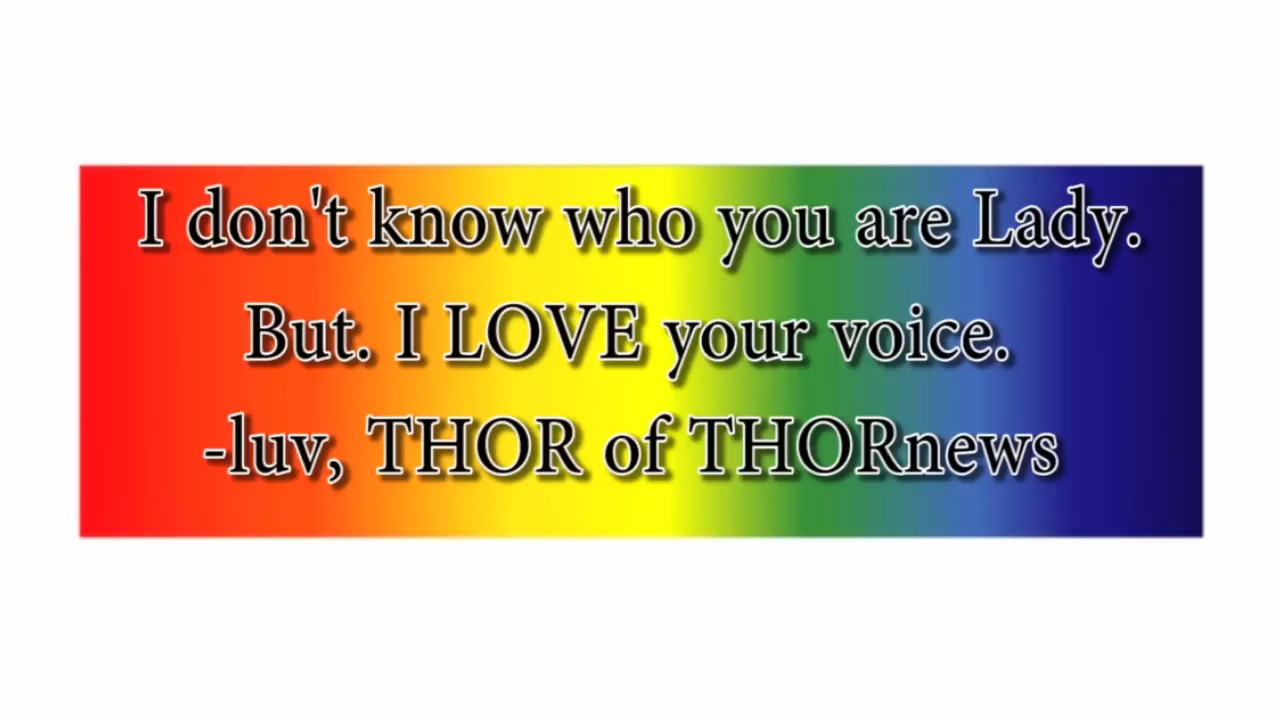 I don't know who you are Lady.
But. I LOVE your voice.
-luv, THOR of THORnews